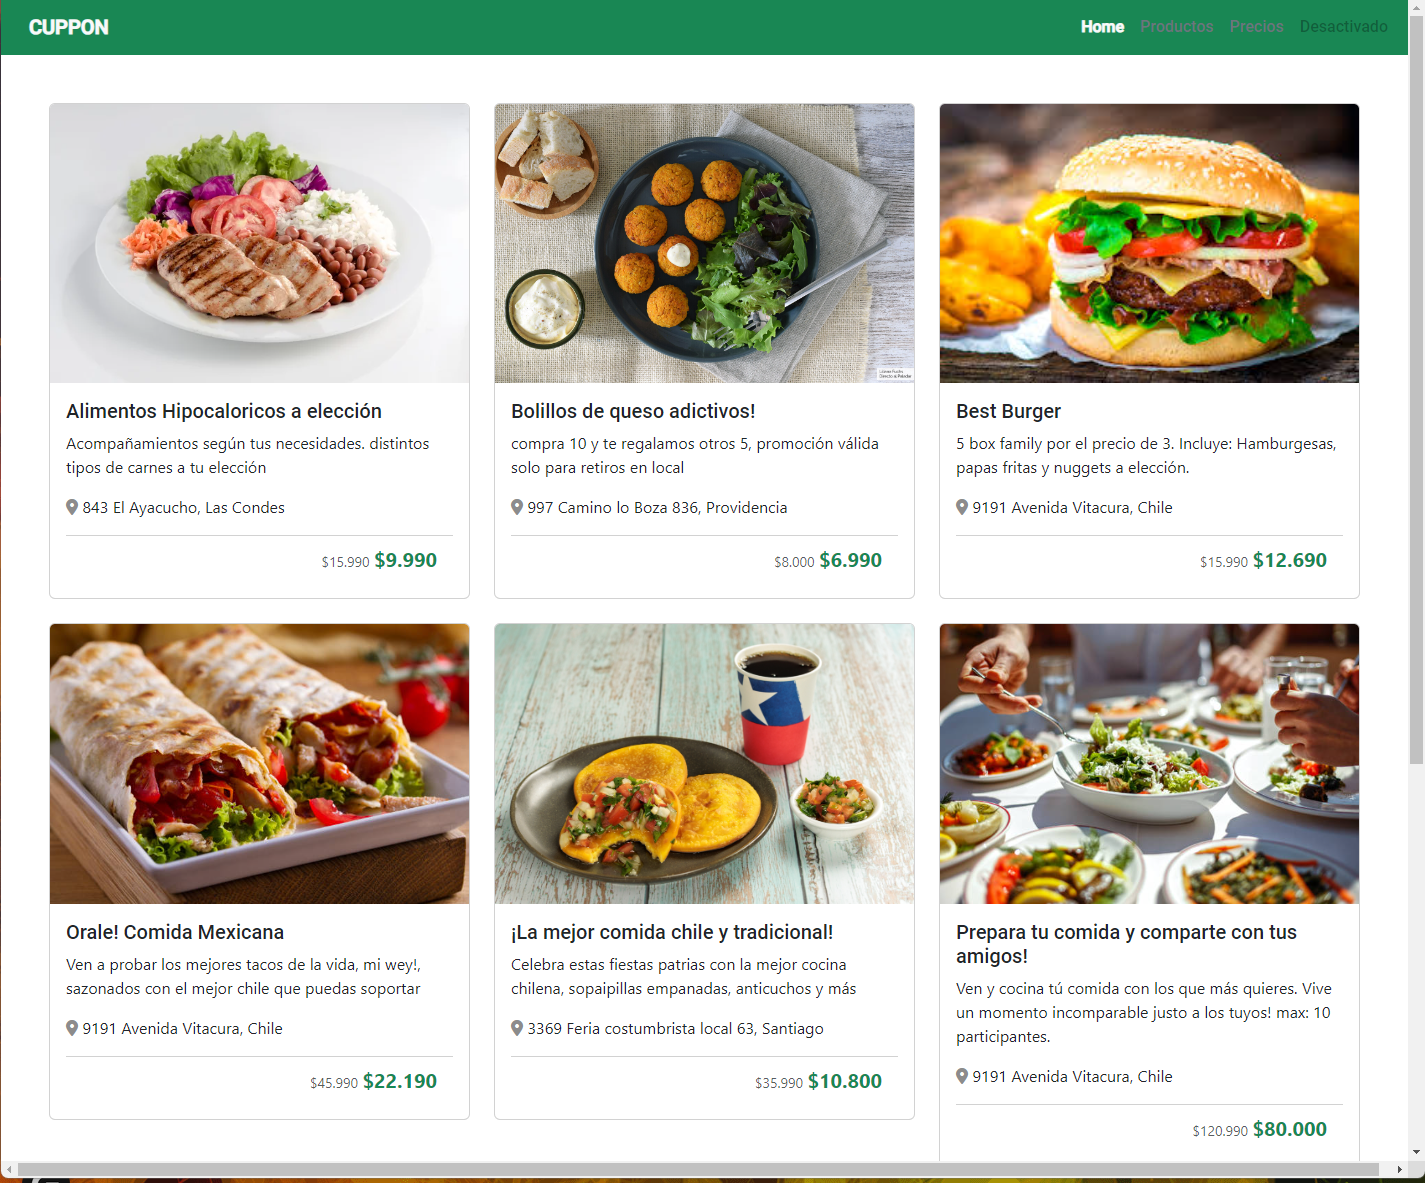 CUPPON
Home Productos Precios Desactivado
Alimentos Hipocaloricos a elección
Acompañamientos según tus necesidades. distintos
tipos de carnes a tu elección
843 El Ayacucho, Las Condes
$15.990 $9.990
Bolillos de queso adictivos!
compra 10 y te regalamos otros 5, promoción válida
solo para retiros en local
997 Camino lo Boza 836, Providencia
$8.000 $6.990
Best Burger
5 box family por el precio de 3. Incluye: Hamburgesas,
papas fritas y nuggets a elección.
9191 Avenida Vitacura, Chile
$15.990 $12.690
Orale! Comida Mexicana
Ven a probar los mejores tacos de la vida, mi wey!,
sazonados con el mejor chile que puedas soportar
9191 Avenida Vitacura, Chile
$45.990 $22.190
¡La mejor comida chile y tradicional!
Celebra estas fiestas patrias con la mejor cocina
chilena, sopaipillas empanadas, anticuchos y más
3369 Feria costumbrista local 63, Santiago
$35.990 $10.800
Prepara tu comida y comparte con tus
amigos!
Ven y cocina tú comida con los que más quieres. Vive
un momento incomparable justo a los tuyos! max: 10
participantes.
9191 Avenida Vitacura, Chile
$120.990 $80.000